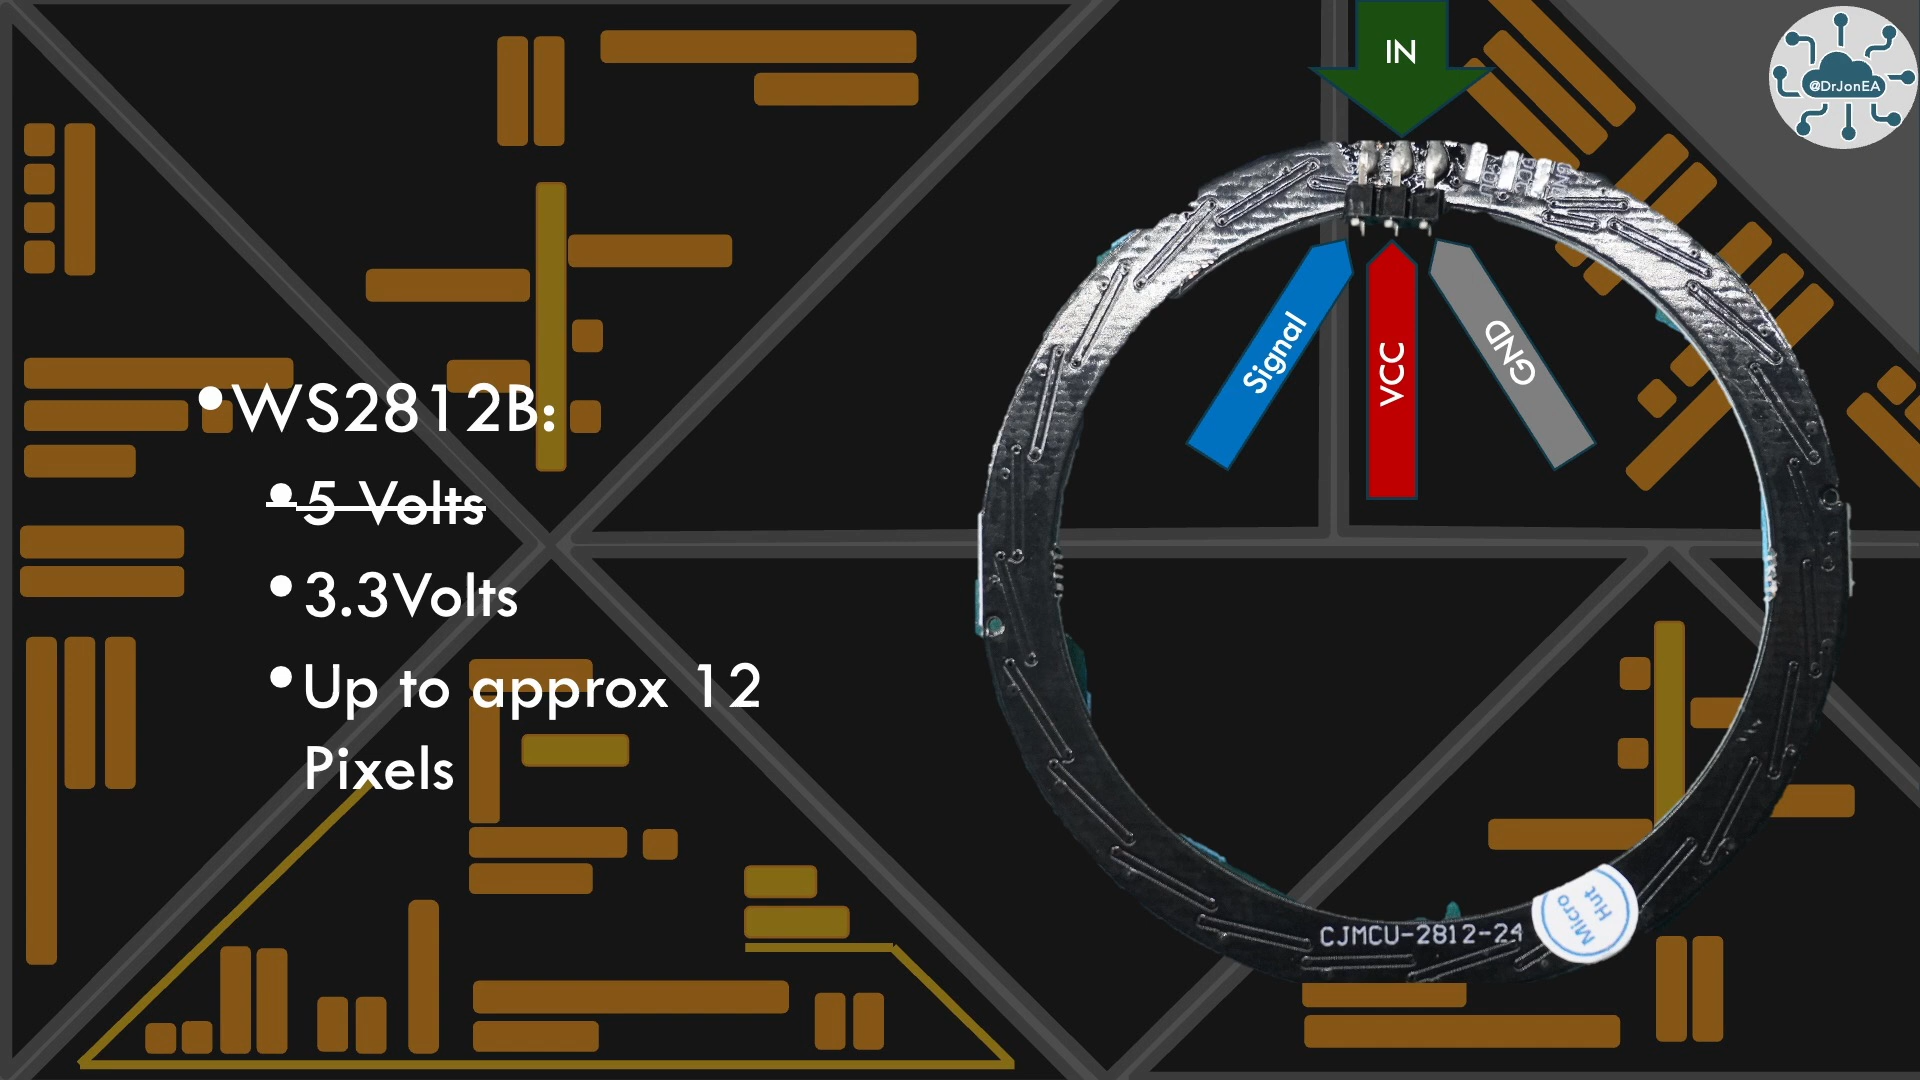 IN
@DrJonEA
Signal
VCC
GND
WS2812B:
5 Volts
3.3Volts
Up to approx 12
Pixels
CJMCU-2812-24
Micro
Hut